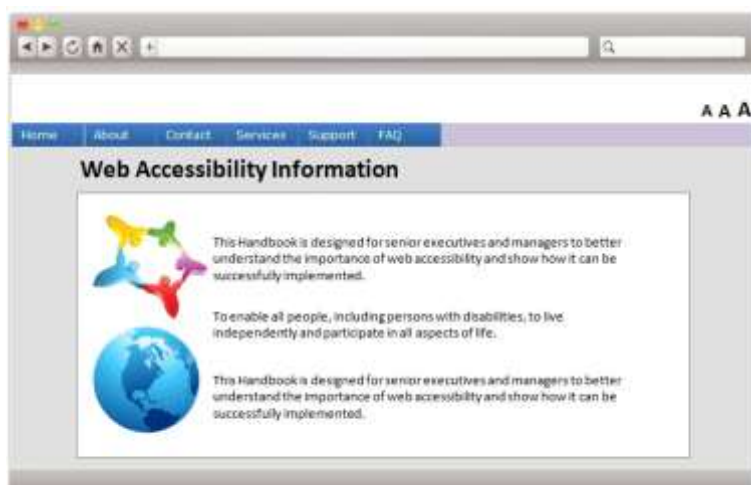 A A A
Home About Contact Services Support FAQ
Web Accessibility Information
This Handbook is designed for senior executives and managers to better
understand the importance of web accessibility and show how it can be
successfully implemented.
To enable all people, including persons with disabilities, to live
independently and participate in all aspects of life.
This Handbook is designed for senior executives and managers to better
understand the importance of web accessibility and show how it can be
successfully implemented.